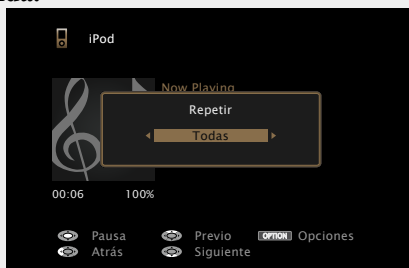 iPod
Now Playing
Repetir
Todas
00:06 100%
Pausa Previo OPTION Opciones
Atrás Siguiente